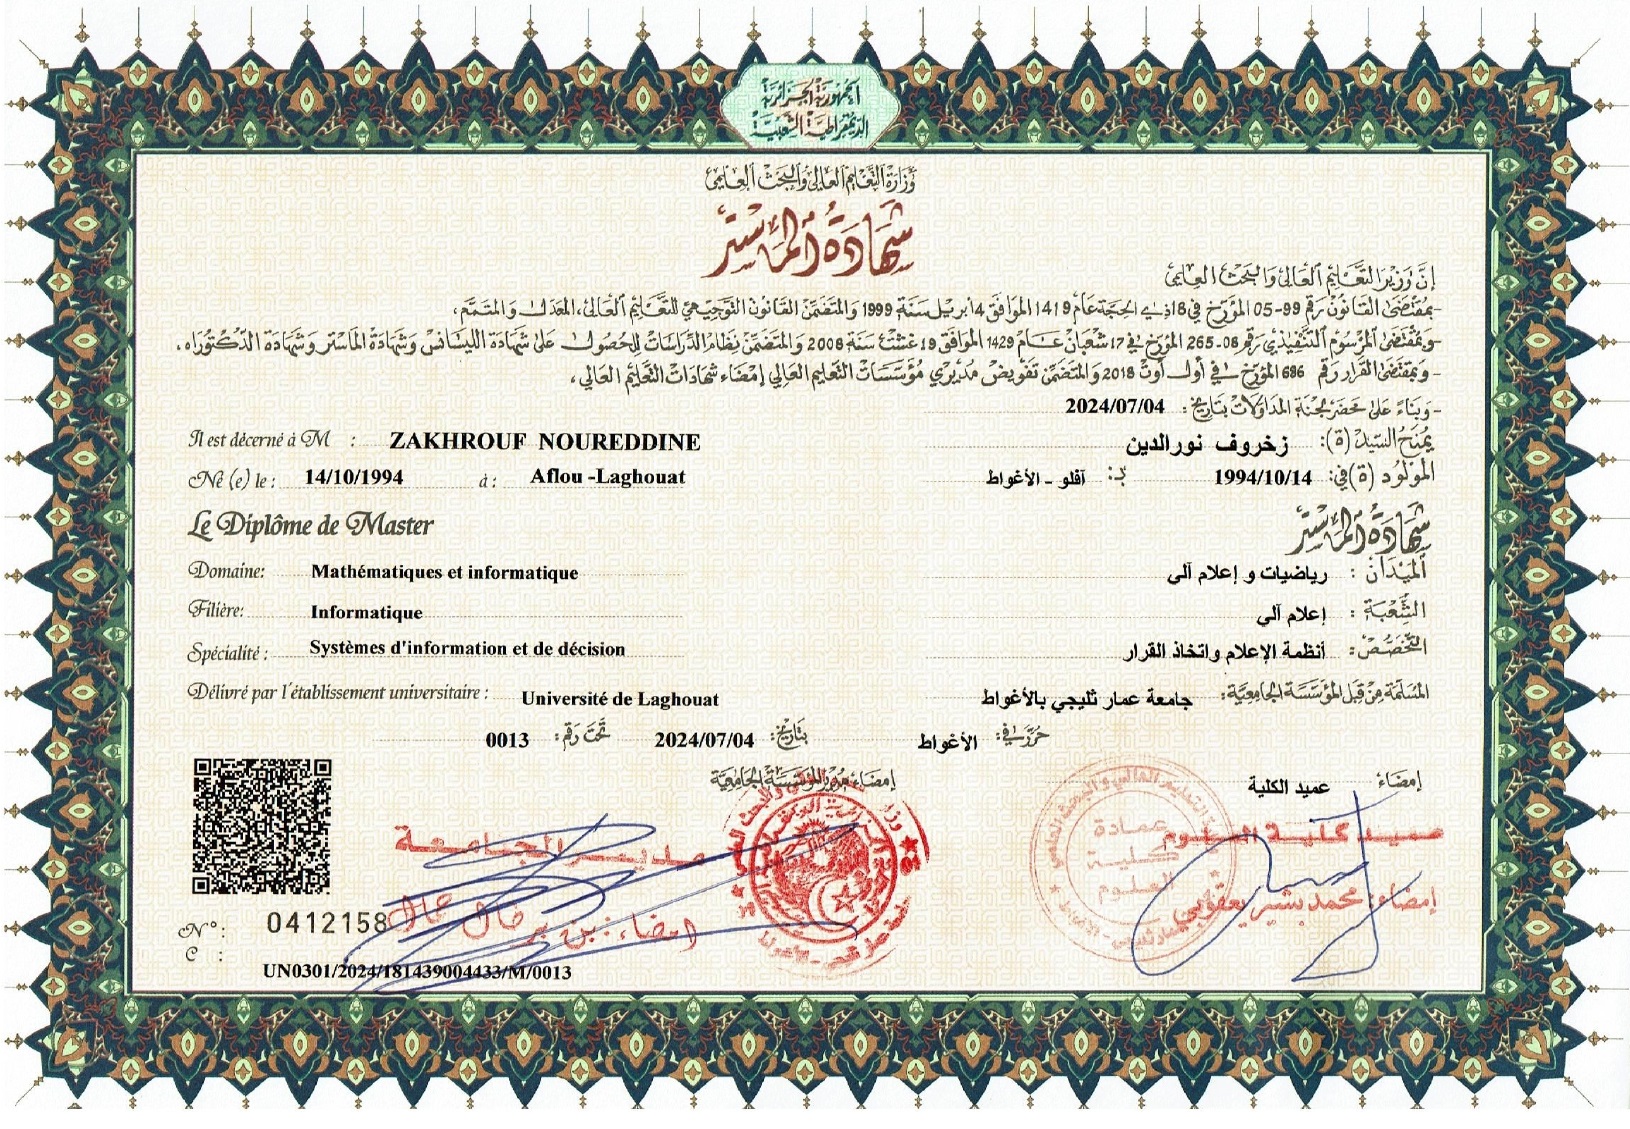 الجمهورية الجزائرية
الديمقراطية الشعبية
وزارة التعليم العالي والبحث العلمي
شهادة الماستر
إنّ وزير التعليم العالي والبحث العلمي
-بمقتضى القانون رقم 99-05 المؤرخ في 18 ذي الحجة عام 1419 الموافق 4 أبريل سنة 1999 والمتضمن القانون التوجيهي للتعليم العالي، المعدل والمتمم،
-وبمقتضى المرسوم التنفيذي رقم 08-265 المؤرخ في 17 شعبان عام 1429 الموافق 19 غشت سنة 2008 والمتضمن نظام الدراسات للحصول على شهادة الليسانس وشهادة الماستر وشهادة الدكتوراه،
-وبمقتضى القرار رقم 686 المؤرخ في أول أوت 2018 والمتضمن تفويض مديري مؤسسات التعليم العالي إمضاء شهادات التعليم العالي،
-وبناءً على محضر لجنة المداولات بتاريخ: 2024/07/04
Il est décerné à M : ZAKHROUF NOUREDDINE
يمنح السيد (ة): زخروف نورالدين
Né (e) le : 14/10/1994 à : Aflou -Laghouat
المولود (ة) في: 1994/10/14 بـ: آفلو - الأغواط
Le Diplôme de Master
شهادة الماستر
Domaine: Mathématiques et informatique
الميدان : رياضيات و إعلام آلي
Filière: Informatique
الشعبة : إعلام آلي
Spécialité : Systèmes d'information et de décision
التخصص: أنظمة الإعلام واتخاذ القرار
Délivré par l'établissement universitaire : Université de Laghouat
المسلمة من قبل المؤسسة الجامعية: جامعة عمار ثليجي بالأغواط
حرر في: الأغواط بتاريخ: 2024/07/04 تحت رقم: 0013
إمضاء عميد الكلية
إمضاء مدير المؤسسة الجامعية
عميد كلية العلوم
إمضاء: محمد بشير يعقوبي
عمادة
كلية
العلوم
مدير الجامعة
N°: 0412158
C : UN0301/2024/181439004433/M/0013